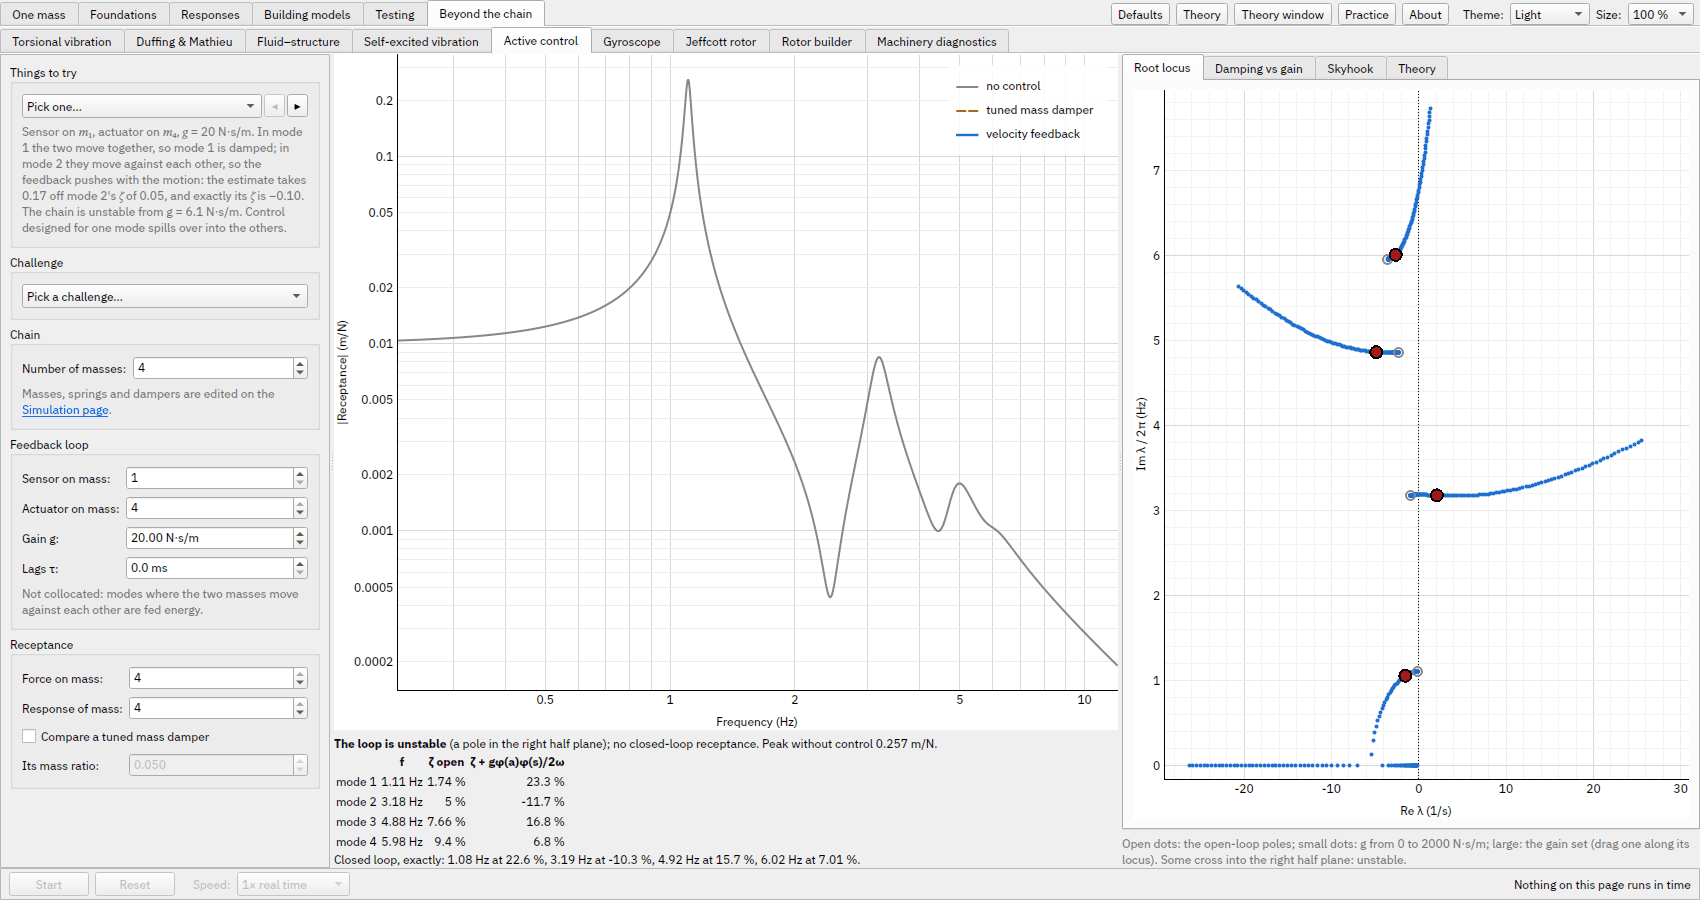 One mass
Foundations
Responses
Building models
Testing
Beyond the chain
Defaults
Theory
Theory window
Practice
About
Theme:
Light
Size:
100 %
Torsional vibration
Duffing & Mathieu
Fluid–structure
Self-excited vibration
Active control
Gyroscope
Jeffcott rotor
Rotor builder
Machinery diagnostics
Things to try
Pick one...
Sensor on m₁, actuator on m₄, g = 20 N·s/m. In mode
1 the two move together, so mode 1 is damped; in
mode 2 they move against each other, so the
feedback pushes with the motion: the estimate takes
0.17 off mode 2's ζ of 0.05, and exactly its ζ is −0.10.
The chain is unstable from g = 6.1 N·s/m. Control
designed for one mode spills over into the others.
Challenge
Pick a challenge...
Chain
Number of masses:
4
Masses, springs and dampers are edited on the
Simulation page.
Feedback loop
Sensor on mass:
1
Actuator on mass:
4
Gain g:
20.00 N·s/m
Lags τ:
0.0 ms
Not collocated: modes where the two masses move
against each other are fed energy.
Receptance
Force on mass:
4
Response of mass:
4
Compare a tuned mass damper
Its mass ratio:
0.050
|Receptance| (m/N)
0.2
0.1
0.05
0.02
0.01
0.005
0.002
0.001
0.0005
0.0002
0.5
1
2
5
10
Frequency (Hz)
no control
tuned mass damper
velocity feedback
The loop is unstable (a pole in the right half plane); no closed-loop receptance. Peak without control 0.257 m/N.
f ζ open ζ + gφ(a)φ(s)/2ω
mode 1 1.11 Hz 1.74 % 23.3 %
mode 2 3.18 Hz 5 % -11.7 %
mode 3 4.88 Hz 7.66 % 16.8 %
mode 4 5.98 Hz 9.4 % 6.8 %
Closed loop, exactly: 1.08 Hz at 22.6 %, 3.19 Hz at -10.3 %, 4.92 Hz at 15.7 %, 6.02 Hz at 7.01 %.
Root locus
Damping vs gain
Skyhook
Theory
Im λ / 2π (Hz)
7
6
5
4
3
2
1
0
-20
-10
0
10
20
30
Re λ (1/s)
Open dots: the open-loop poles; small dots: g from 0 to 2000 N·s/m; large: the gain set (drag one along its
locus). Some cross into the right half plane: unstable.
Start
Reset
Speed:
1× real time
Nothing on this page runs in time